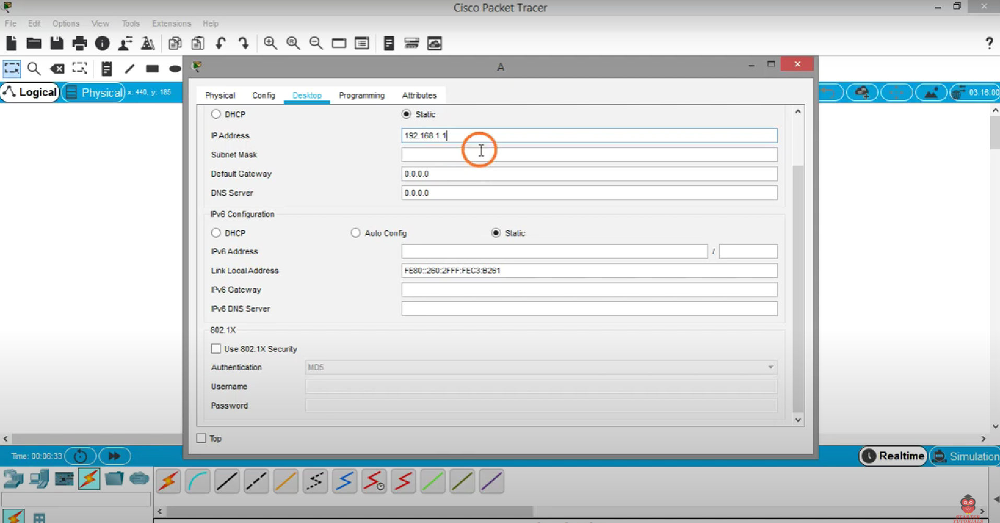 Cisco Packet Tracer
File Edit Options View Tools Extensions Help
?
A
Logical Physical x: 440, y: 185
03:16:00
Physical Config Desktop Programming Attributes
DHCP Static
IP Address 192.168.1.1
Subnet Mask
Default Gateway 0.0.0.0
DNS Server 0.0.0.0
IPv6 Configuration
DHCP Auto Config Static
IPv6 Address /
Link Local Address FE80::260:2FFF:FEC3:B261
IPv6 Gateway
IPv6 DNS Server
802.1X
Use 802.1X Security
Authentication MD5
Username
Password
Top
Time: 00:06:33
Realtime Simulation
STARTER
TUTORIALS